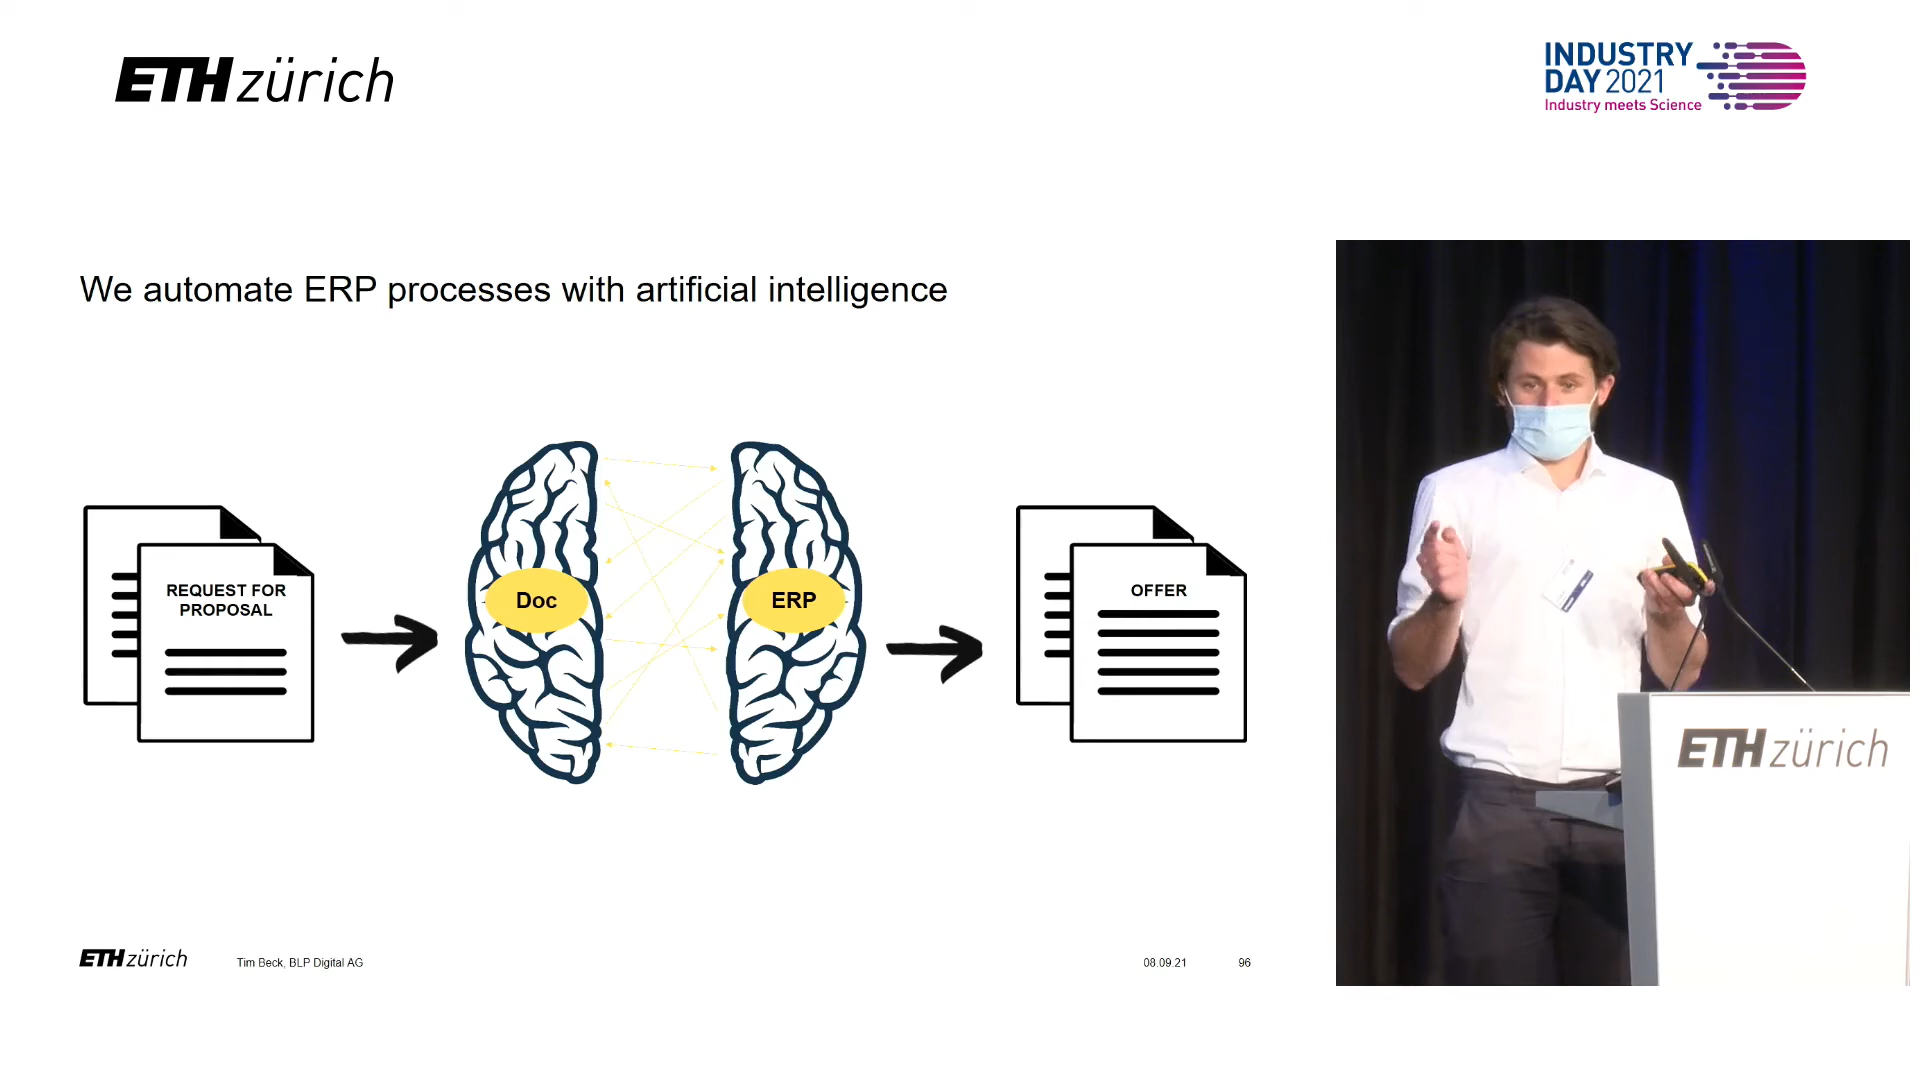 ETH zürich
INDUSTRY
DAY 2021
Industry meets Science
We automate ERP processes with artificial intelligence
REQUEST FOR
PROPOSAL
Doc
ERP
OFFER
ETH zürich
ETH zürich
Tim Beck, BLP Digital AG
08.09.21
96